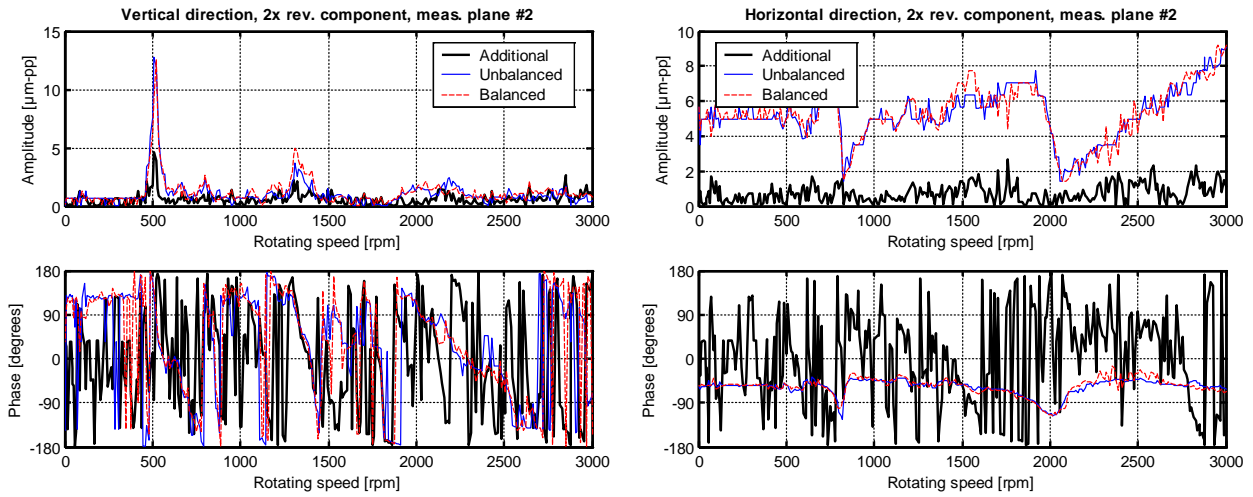 Vertical direction, 2x rev. component, meas. plane #2
15
10
5
0
Amplitude [µm-pp]
Additional
Unbalanced
Balanced
0 500 1000 1500 2000 2500 3000
Rotating speed [rpm]
Horizontal direction, 2x rev. component, meas. plane #2
10
8
6
4
2
0
Amplitude [µm-pp]
Additional
Unbalanced
Balanced
0 500 1000 1500 2000 2500 3000
Rotating speed [rpm]
180
90
0
-90
-180
Phase [degrees]
0 500 1000 1500 2000 2500 3000
Rotating speed [rpm]
180
90
0
-90
-180
Phase [degrees]
0 500 1000 1500 2000 2500 3000
Rotating speed [rpm]